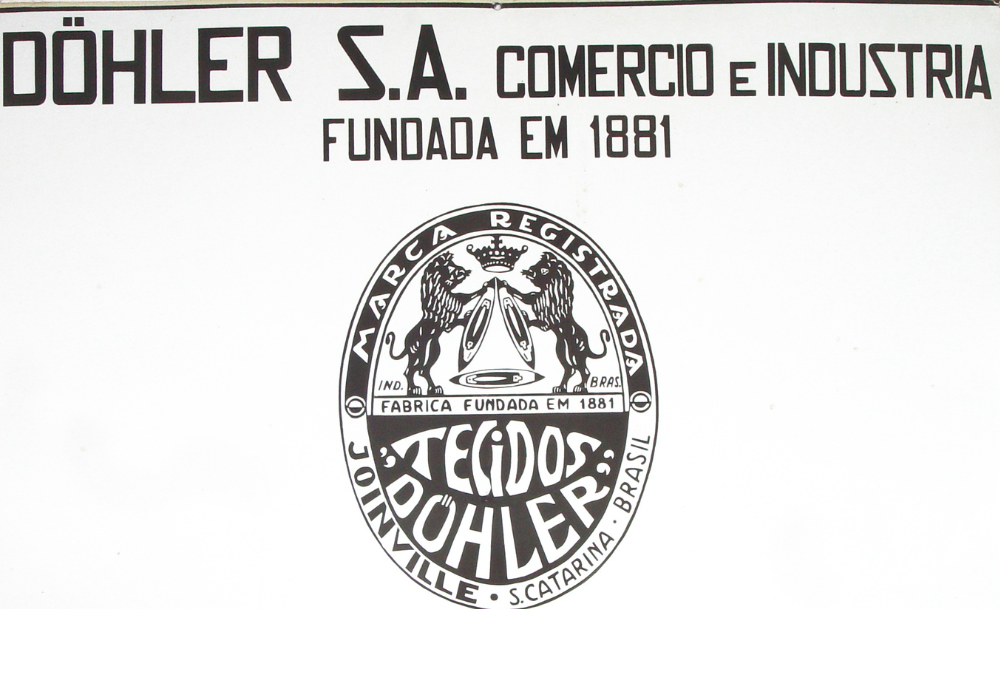 DÖHLER S.A. COMERCIO E INDUSTRIA
FUNDADA EM 1881
MARCA REGISTRADA
IND. BRAS.
FABRICA FUNDADA EM 1881
"TECIDOS
DÖHLER"
JOINVILLE • S. CATARINA · BRASIL